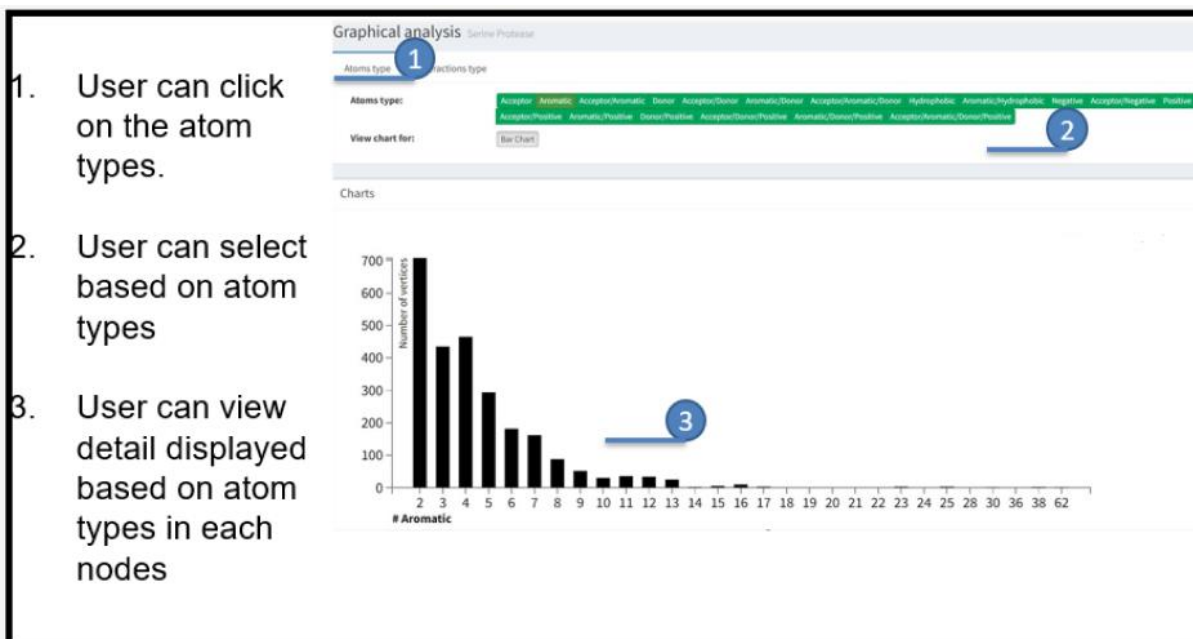 1. User can click
on the atom
types.
2. User can select
based on atom
types
3. User can view
detail displayed
based on atom
types in each
nodes
Graphical analysis Serine Protease
Atoms type 1 ractions type
Atoms type: Acceptor Aromatic Acceptor/Aromatic Donor Acceptor/Donor Aromatic/Donor Acceptor/Aromatic/Donor Hydrophobic Aromatic/Hydrophobic Negative Acceptor/Negative Positive
Acceptor/Positive Aromatic/Positive Donor/Positive Acceptor/Donor/Positive Aromatic/Donor/Positive Acceptor/Aromatic/Donor/Positive
2
View chart for: Bar Chart
Charts
Number of vertices
700
600
500
400
300
200
100
0
3
2 3 4 5 6 7 8 9 10 11 12 13 14 15 16 17 18 19 20 21 22 23 24 25 28 30 36 38 62
# Aromatic